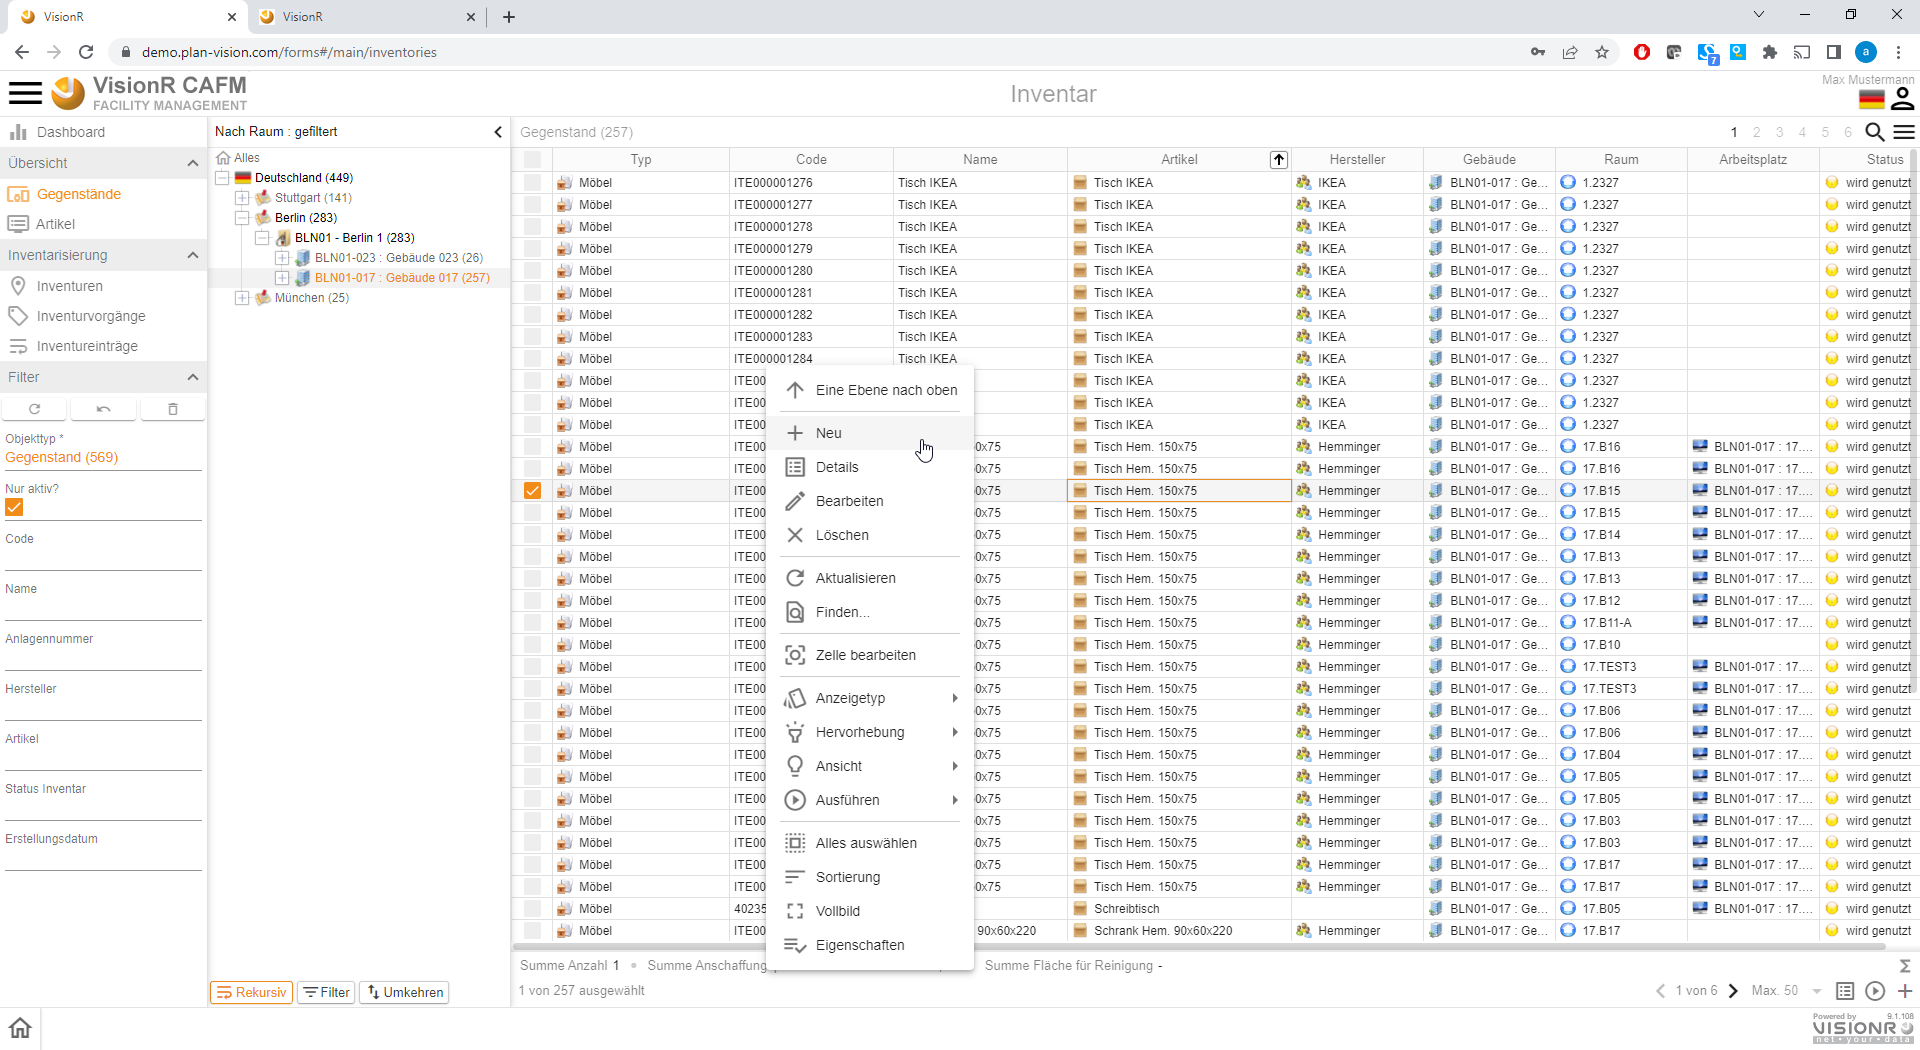 VisionR
VisionR
demo.plan-vision.com/forms#/main/inventories
7
a
VisionR CAFM
FACILITY MANAGEMENT
Inventar
Max Mustermann
Dashboard
Übersicht
Gegenstände
Artikel
Inventarisierung
Inventuren
Inventurvorgänge
Inventureinträge
Filter
Objekttyp *
Gegenstand (569)
Nur aktiv?
Code
Name
Anlagennummer
Hersteller
Artikel
Status Inventar
Erstellungsdatum
Nach Raum : gefiltert
Alles
Deutschland (449)
Stuttgart (141)
Berlin (283)
BLN01 - Berlin 1 (283)
BLN01-023 : Gebäude 023 (26)
BLN01-017 : Gebäude 017 (257)
München (25)
Rekursiv Filter Umkehren
Gegenstand (257) 1 2 3 4 5 6
Typ Code Name Artikel Hersteller Gebäude Raum Arbeitsplatz Status
Möbel ITE000001276 Tisch IKEA Tisch IKEA IKEA BLN01-017 : Ge... 1.2327 wird genutzt
Möbel ITE000001277 Tisch IKEA Tisch IKEA IKEA BLN01-017 : Ge... 1.2327 wird genutzt
Möbel ITE000001278 Tisch IKEA Tisch IKEA IKEA BLN01-017 : Ge... 1.2327 wird genutzt
Möbel ITE000001279 Tisch IKEA Tisch IKEA IKEA BLN01-017 : Ge... 1.2327 wird genutzt
Möbel ITE000001280 Tisch IKEA Tisch IKEA IKEA BLN01-017 : Ge... 1.2327 wird genutzt
Möbel ITE000001281 Tisch IKEA Tisch IKEA IKEA BLN01-017 : Ge... 1.2327 wird genutzt
Möbel ITE000001282 Tisch IKEA Tisch IKEA IKEA BLN01-017 : Ge... 1.2327 wird genutzt
Möbel ITE000001283 Tisch IKEA Tisch IKEA IKEA BLN01-017 : Ge... 1.2327 wird genutzt
Möbel ITE000001284 Tisch IKEA Tisch IKEA IKEA BLN01-017 : Ge... 1.2327 wird genutzt
Möbel ITE00 Tisch IKEA IKEA BLN01-017 : Ge... 1.2327 wird genutzt
Möbel ITE00 Tisch IKEA IKEA BLN01-017 : Ge... 1.2327 wird genutzt
Möbel ITE00 Tisch IKEA IKEA BLN01-017 : Ge... 1.2327 wird genutzt
Möbel ITE00 0x75 Tisch Hem. 150x75 Hemminger BLN01-017 : Ge... 17.B16 BLN01-017 : 17.... wird genutzt
Möbel ITE00 0x75 Tisch Hem. 150x75 Hemminger BLN01-017 : Ge... 17.B16 BLN01-017 : 17.... wird genutzt
Möbel ITE00 0x75 Tisch Hem. 150x75 Hemminger BLN01-017 : Ge... 17.B15 BLN01-017 : 17.... wird genutzt
Möbel ITE00 0x75 Tisch Hem. 150x75 Hemminger BLN01-017 : Ge... 17.B15 BLN01-017 : 17.... wird genutzt
Möbel ITE00 0x75 Tisch Hem. 150x75 Hemminger BLN01-017 : Ge... 17.B14 BLN01-017 : 17.... wird genutzt
Möbel ITE00 0x75 Tisch Hem. 150x75 Hemminger BLN01-017 : Ge... 17.B13 BLN01-017 : 17.... wird genutzt
Möbel ITE00 0x75 Tisch Hem. 150x75 Hemminger BLN01-017 : Ge... 17.B13 BLN01-017 : 17.... wird genutzt
Möbel ITE00 0x75 Tisch Hem. 150x75 Hemminger BLN01-017 : Ge... 17.B12 BLN01-017 : 17.... wird genutzt
Möbel ITE00 0x75 Tisch Hem. 150x75 Hemminger BLN01-017 : Ge... 17.B11-A BLN01-017 : 17.... wird genutzt
Möbel ITE00 0x75 Tisch Hem. 150x75 Hemminger BLN01-017 : Ge... 17.B10 wird genutzt
Möbel ITE00 0x75 Tisch Hem. 150x75 Hemminger BLN01-017 : Ge... 17.TEST3 BLN01-017 : 17.... wird genutzt
Möbel ITE00 0x75 Tisch Hem. 150x75 Hemminger BLN01-017 : Ge... 17.TEST3 BLN01-017 : 17.... wird genutzt
Möbel ITE00 0x75 Tisch Hem. 150x75 Hemminger BLN01-017 : Ge... 17.B06 BLN01-017 : 17.... wird genutzt
Möbel ITE00 0x75 Tisch Hem. 150x75 Hemminger BLN01-017 : Ge... 17.B06 BLN01-017 : 17.... wird genutzt
Möbel ITE00 0x75 Tisch Hem. 150x75 Hemminger BLN01-017 : Ge... 17.B04 BLN01-017 : 17.... wird genutzt
Möbel ITE00 0x75 Tisch Hem. 150x75 Hemminger BLN01-017 : Ge... 17.B05 BLN01-017 : 17.... wird genutzt
Möbel ITE00 0x75 Tisch Hem. 150x75 Hemminger BLN01-017 : Ge... 17.B05 BLN01-017 : 17.... wird genutzt
Möbel ITE00 0x75 Tisch Hem. 150x75 Hemminger BLN01-017 : Ge... 17.B03 BLN01-017 : 17.... wird genutzt
Möbel ITE00 0x75 Tisch Hem. 150x75 Hemminger BLN01-017 : Ge... 17.B03 BLN01-017 : 17.... wird genutzt
Möbel ITE00 0x75 Tisch Hem. 150x75 Hemminger BLN01-017 : Ge... 17.B17 BLN01-017 : 17.... wird genutzt
Möbel ITE00 0x75 Tisch Hem. 150x75 Hemminger BLN01-017 : Ge... 17.B17 BLN01-017 : 17.... wird genutzt
Möbel 40235 Schreibtisch BLN01-017 : Ge... 17.B05 BLN01-017 : 17.... wird genutzt
Möbel ITE00 90x60x220 Schrank Hem. 90x60x220 Hemminger BLN01-017 : Ge... 17.B17 wird genutzt
Eine Ebene nach oben
Neu
Details
Bearbeiten
Löschen
Aktualisieren
Finden...
Zelle bearbeiten
Anzeigetyp
Hervorhebung
Ansicht
Ausführen
Alles auswählen
Sortierung
Vollbild
Eigenschaften
Summe Anzahl 1 • Summe Anschaffung Summe Fläche für Reinigung -
1 von 257 ausgewählt
1 von 6 Max. 50
Powered by 9.1.108
VISIONR
net • your • data